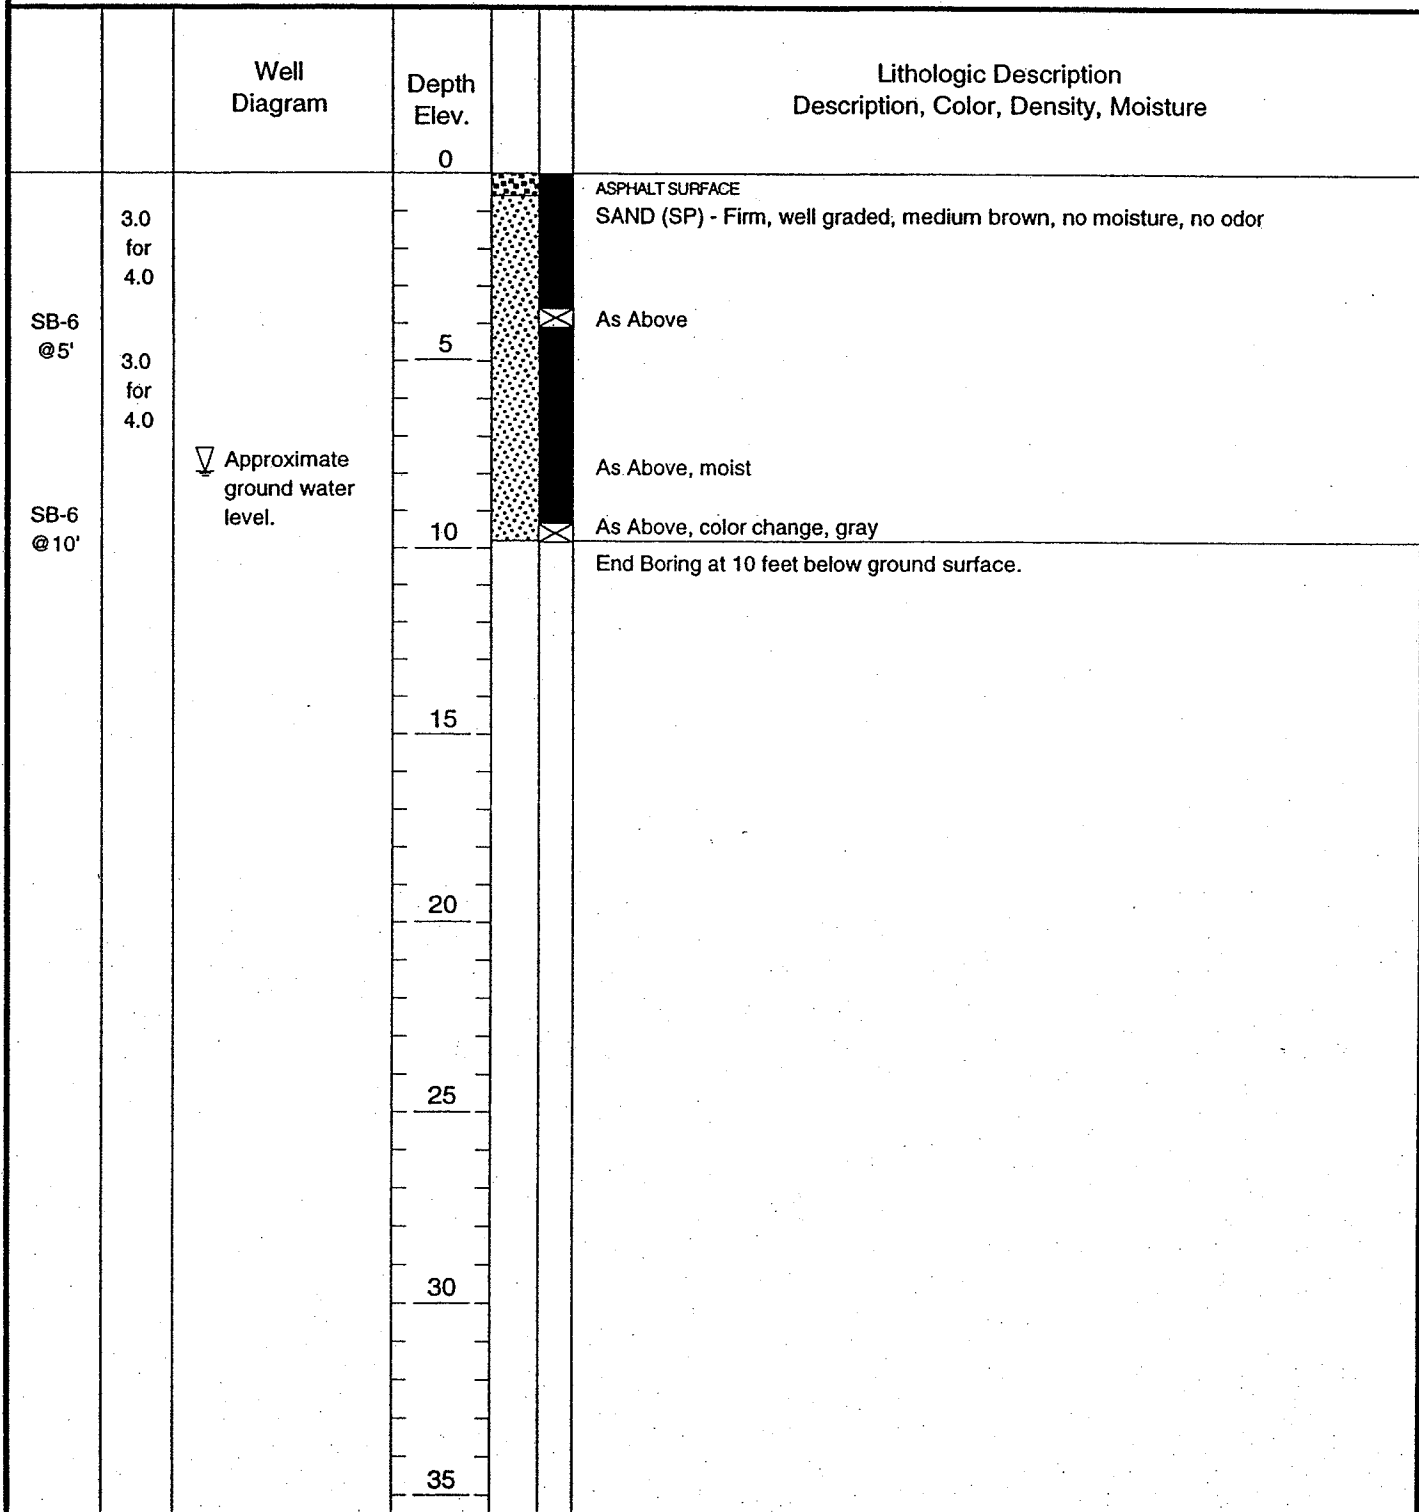 Well
Diagram
Depth
Elev.
0
Lithologic Description
Description, Color, Density, Moisture
ASPHALT SURFACE
3.0
for
4.0
SAND (SP) - Firm, well graded, medium brown, no moisture, no odor
SB-6
@5'
As Above
5
3.0
for
4.0
Approximate
ground water
level.
As Above, moist
SB-6
@10'
10
As Above, color change, gray
End Boring at 10 feet below ground surface.
15
20
25
30
35